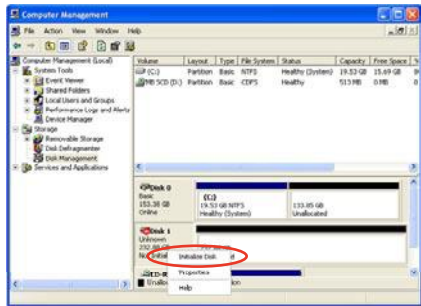 Computer Management
File Action View Window Help
Computer Management (Local)
System Tools
Event Viewer
Shared Folders
Local Users and Groups
Performance Logs and Alerts
Device Manager
Storage
Removable Storage
Disk Defragmenter
Disk Management
Services and Applications
Volume Layout Type File System Status Capacity Free Space
(C:) Partition Basic NTFS Healthy (System) 19.53 GB 15.69 GB
SCD (D:) Partition Basic CDFS Healthy 513 MB 0 MB
Disk 0
Basic
153.38 GB
Online
(C:)
19.53 GB NTFS
Healthy (System)
133.85 GB
Unallocated
Disk 1
Unknown
Initialize Disk
Properties
Help